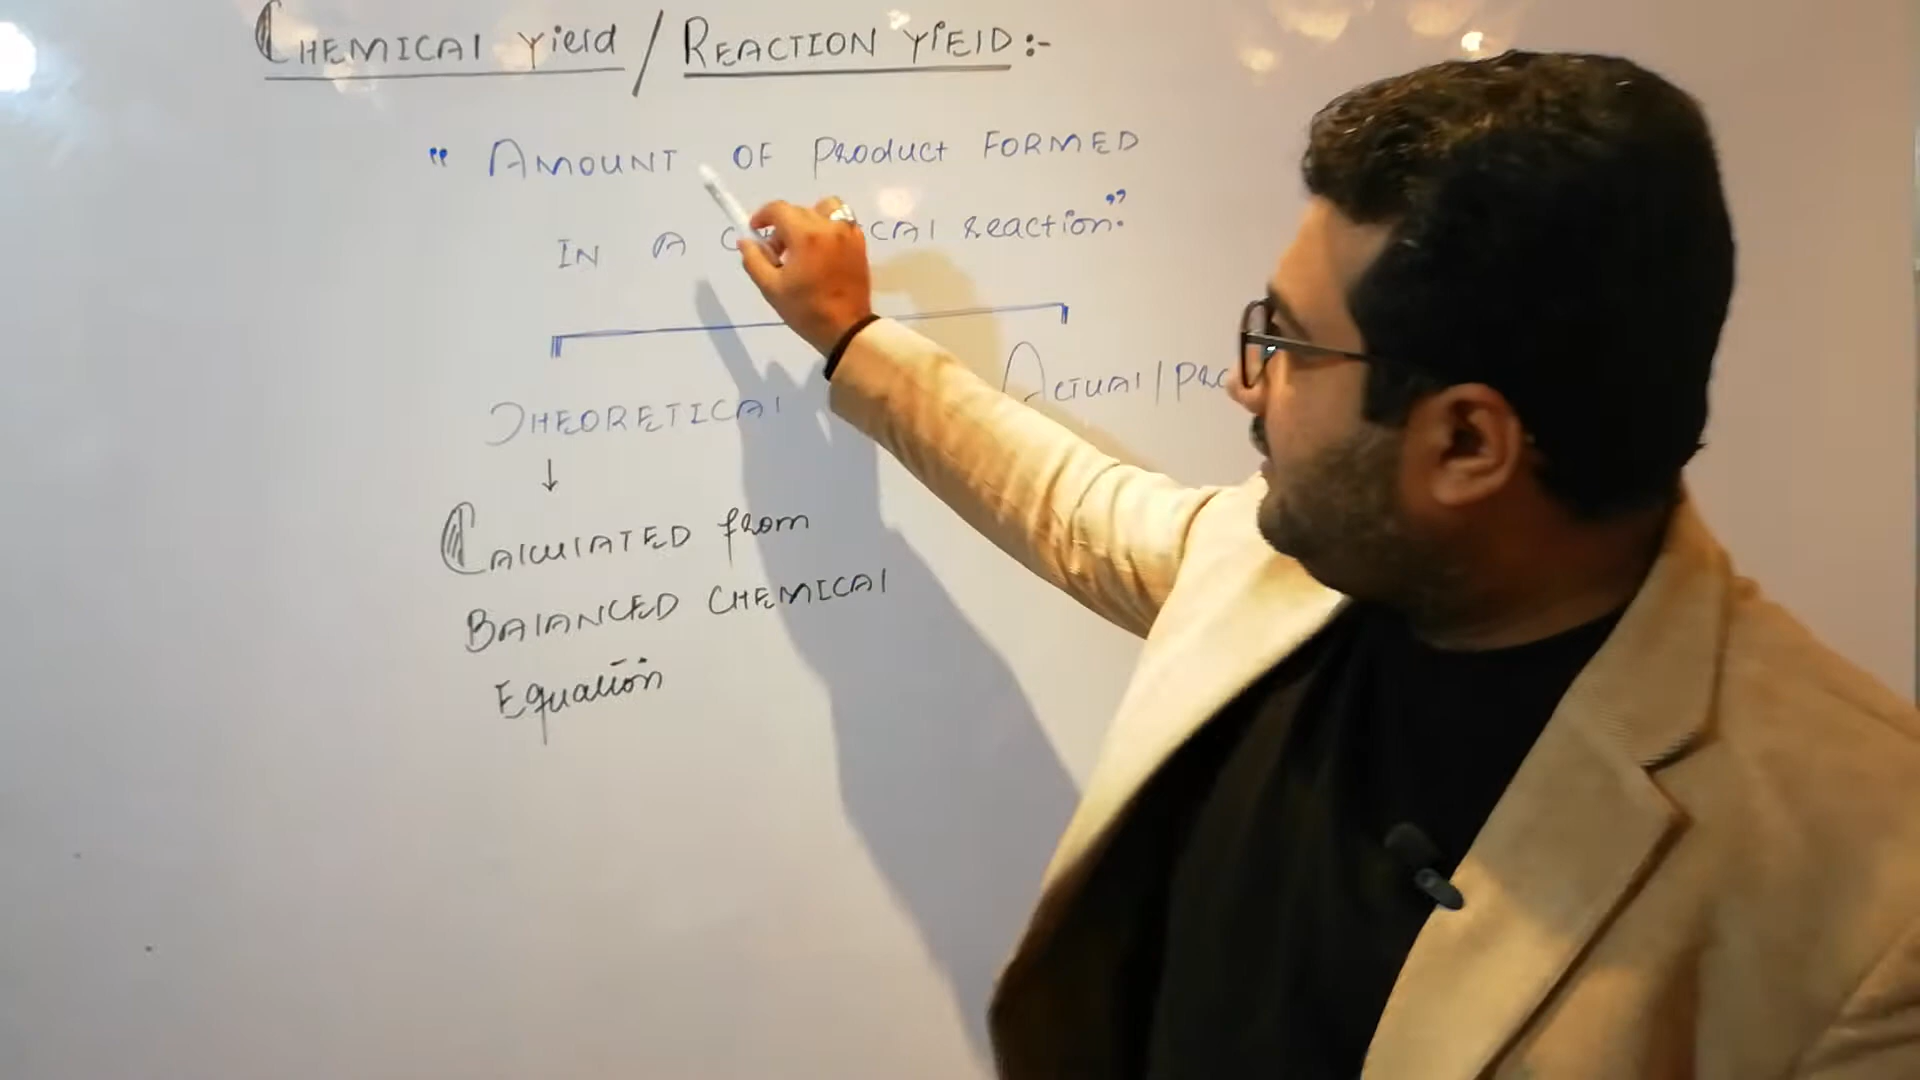 CHEMICAL Yield / REACTION YIELD :-
" AMOUNT OF Product FORMED
IN A reaction."
THEORETICAL
ACTUAL /
↓
CALCULATED from
BALANCED CHEMICAL
Equation